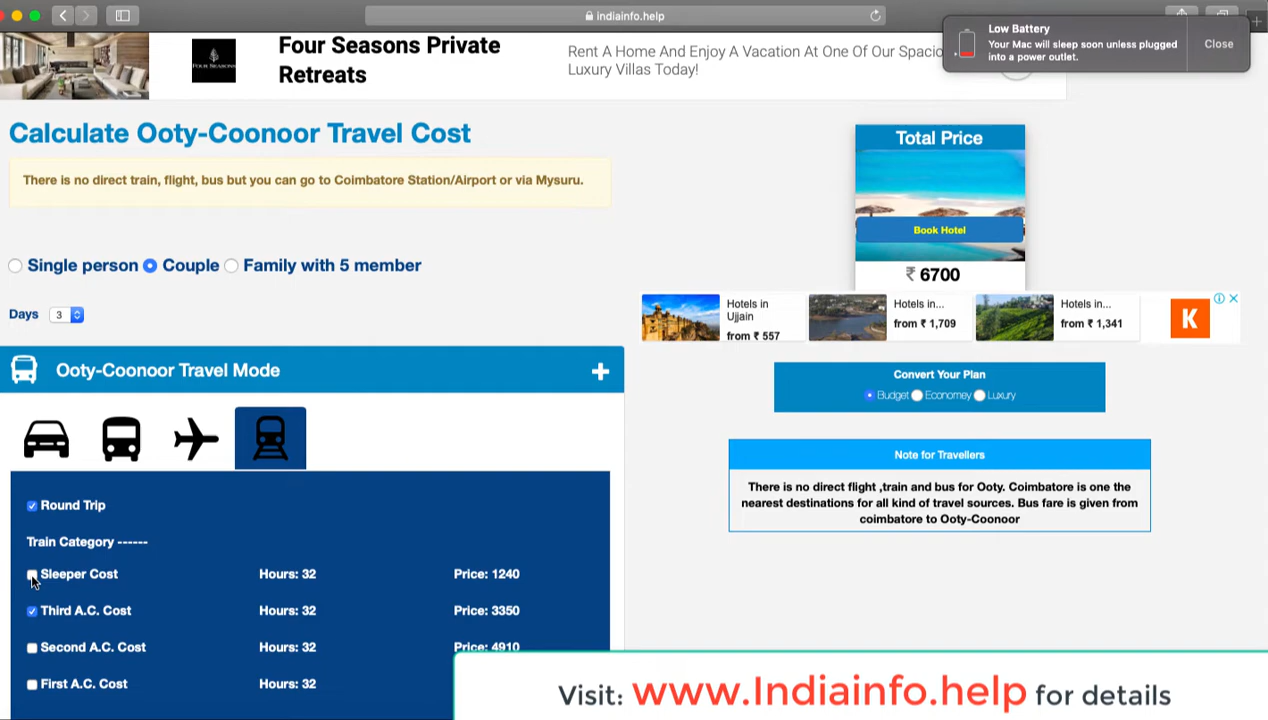 indiainfo.help
Low Battery
Your Mac will sleep soon unless plugged
into a power outlet.
Close
FOUR SEASONS
Four Seasons Private
Retreats
Rent A Home And Enjoy A Vacation At One Of Our Spacio
Luxury Villas Today!
Calculate Ooty-Coonoor Travel Cost
There is no direct train, flight, bus but you can go to Coimbatore Station/Airport or via Mysuru.
Single person Couple Family with 5 member
Days 3
Ooty-Coonoor Travel Mode +
Round Trip
Train Category ------
Sleeper Cost Hours: 32 Price: 1240
Third A.C. Cost Hours: 32 Price: 3350
Second A.C. Cost Hours: 32 Price: 4910
First A.C. Cost Hours: 32
Total Price
Book Hotel
₹ 6700
Hotels in
Ujjain
from ₹ 557
Hotels in...
from ₹ 1,709
Hotels in...
from ₹ 1,341
K
Convert Your Plan
Budget Economey Luxury
Note for Travellers
There is no direct flight ,train and bus for Ooty. Coimbatore is one the
nearest destinations for all kind of travel sources. Bus fare is given from
coimbatore to Ooty-Coonoor
Visit: www.Indiainfo.help for details